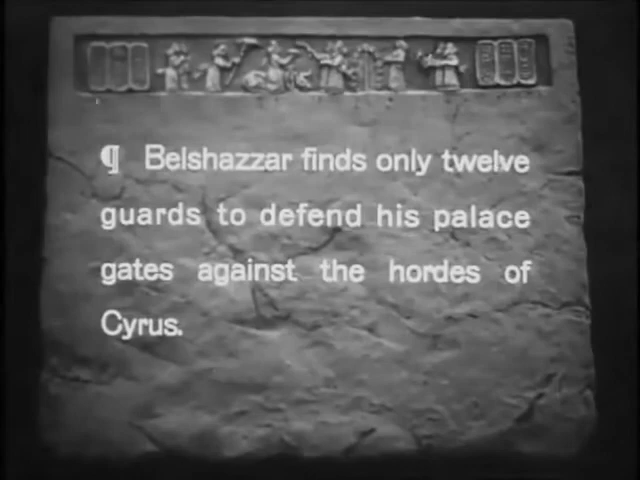 ¶ Belshazzar finds only twelve
guards to defend his palace
gates against the hordes of
Cyrus.